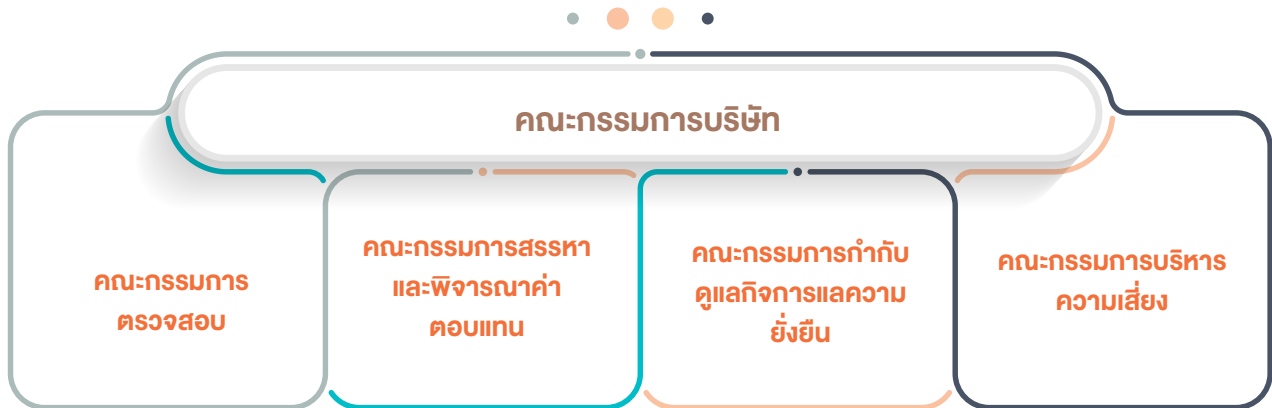 คณะกรรมการบริษัท
คณะกรรมการ
ตรวจสอบ
คณะกรรมการสรรหา
และพิจารณาค่า
ตอบแทน
คณะกรรมการกำกับ
ดูแลกิจการแลความ
ยั่งยืน
คณะกรรมการบริหาร
ความเสี่ยง